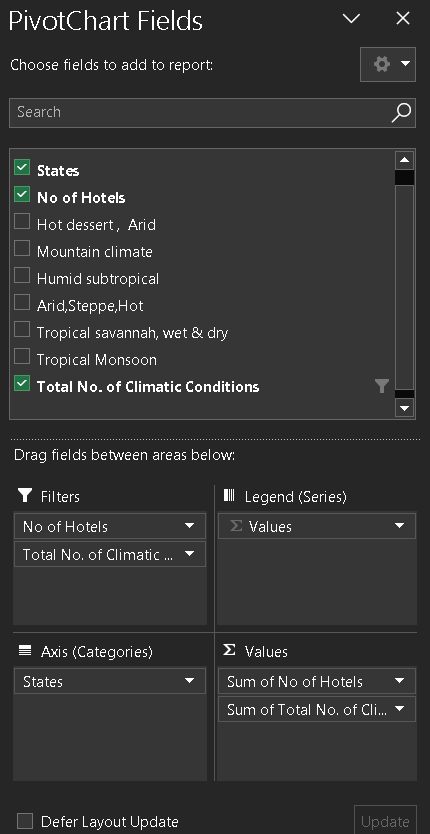 PivotChart Fields
Choose fields to add to report:
Search
States
No of Hotels
Hot dessert , Arid
Mountain climate
Humid subtropical
Arid,Steppe,Hot
Tropical savannah, wet & dry
Tropical Monsoon
Total No. of Climatic Conditions
Drag fields between areas below:
Filters
No of Hotels
Total No. of Climatic ...
Legend (Series)
Σ Values
Axis (Categories)
States
Σ Values
Sum of No of Hotels
Sum of Total No. of Cli...
Defer Layout Update
Update